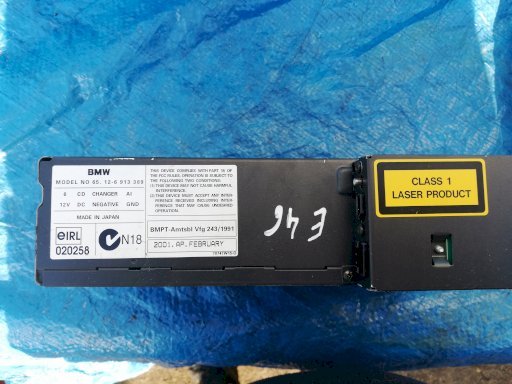 BMW
MODEL NO 65. 12-6 913 389
6 CD CHANGER AI
12V DC NEGATIVE GND
MADE IN JAPAN
eIRL
020258
N18
THIS DEVICE COMPLIES WITH PART 15 OF
THE FCC RULES. OPERATION IS SUBJECT TO
THE FOLLOWING TWO CONDITIONS.
(1) THIS DEVICE MAY NOT CAUSE HARMFUL
INTERFERENCE.
(2) THIS DEVICE MUST ACCEPT ANY INTER-
FERENCE RECEIVED INCLUDING INTER-
FERENCE THAT MAY CAUSE UNDESIRED
OPERATION.
BMPT-Amtsbl Vfg 243/1991
2001. AP. FEBRUARY
E46
CLASS 1
LASER PRODUCT